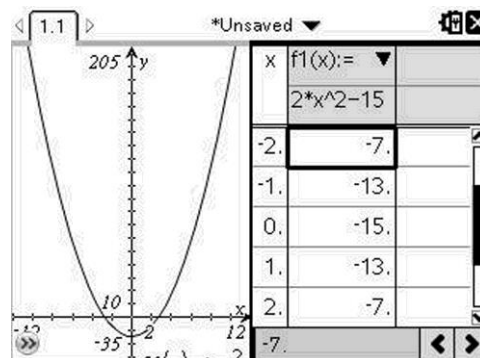 1.1 *Unsaved
205 y
10 x
2 12
-35
x f1(x):=
2*x^2-15
-2. -7.
-1. -13.
0. -15.
1. -13.
2. -7.
-7.